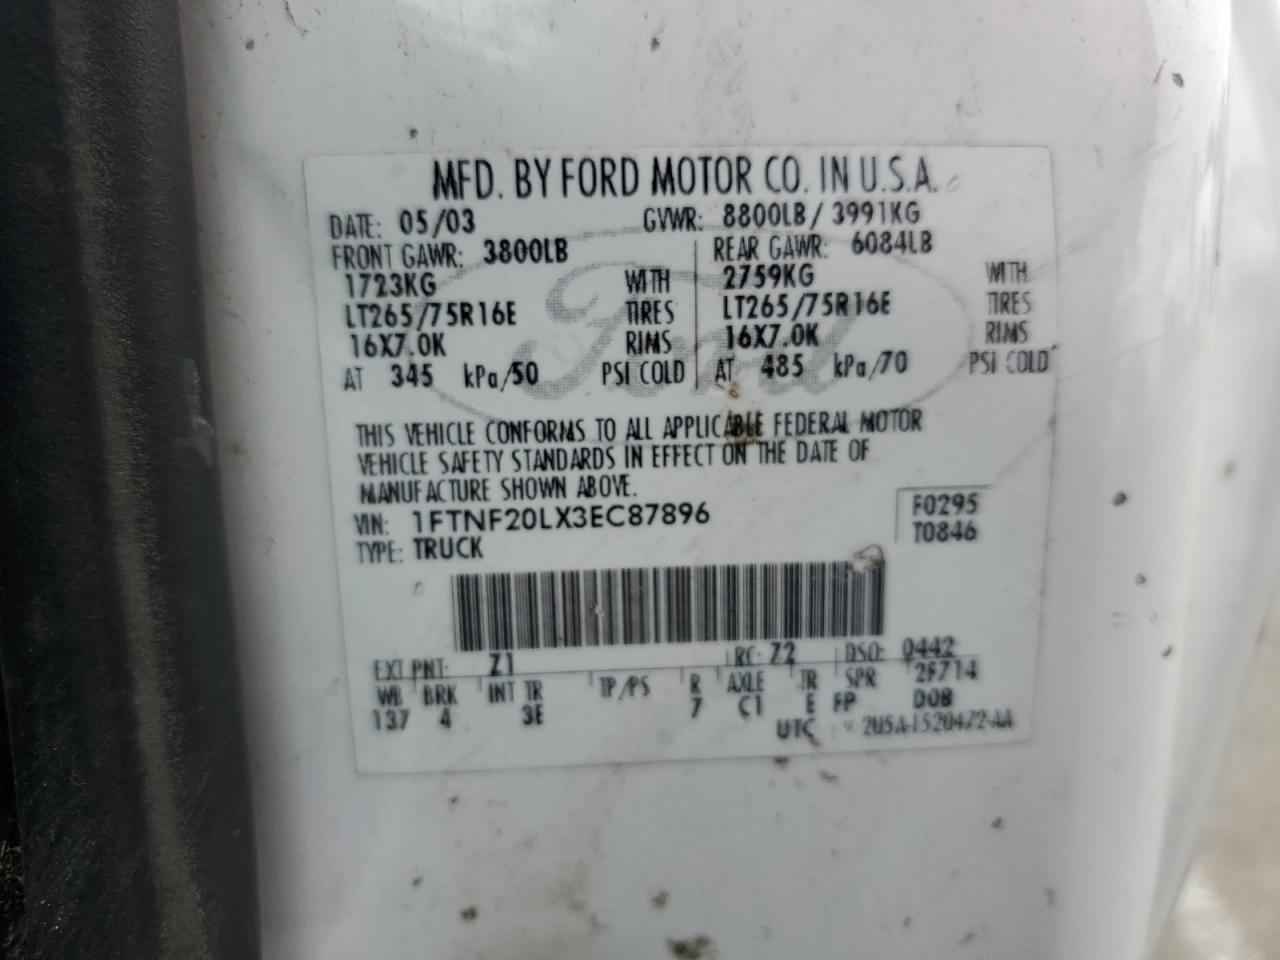 MFD. BY FORD MOTOR CO. IN U.S.A.
DATE: 05/03 GVWR: 8800LB / 3991KG
FRONT GAWR: 3800LB REAR GAWR: 6084LB
1723KG WITH 2759KG WITH
LT265/75R16E TIRES LT265/75R16E TIRES
16X7.0K RIMS 16X7.0K RIMS
AT 345 kPa/50 PSI COLD AT 485 kPa/70 PSI COLD
Ford
THIS VEHICLE CONFORMS TO ALL APPLICABLE FEDERAL MOTOR
VEHICLE SAFETY STANDARDS IN EFFECT ON THE DATE OF
MANUFACTURE SHOWN ABOVE.
VIN: 1FTNF20LX3EC87896 F0295
TYPE: TRUCK T0846
EXT PNT: Z1 RC: Z2 DSO: 0442
WB BRK INT TR TP/PS R AXLE TR SPR 2F714
137 4 3E 7 C1 E FP DOB
UTC